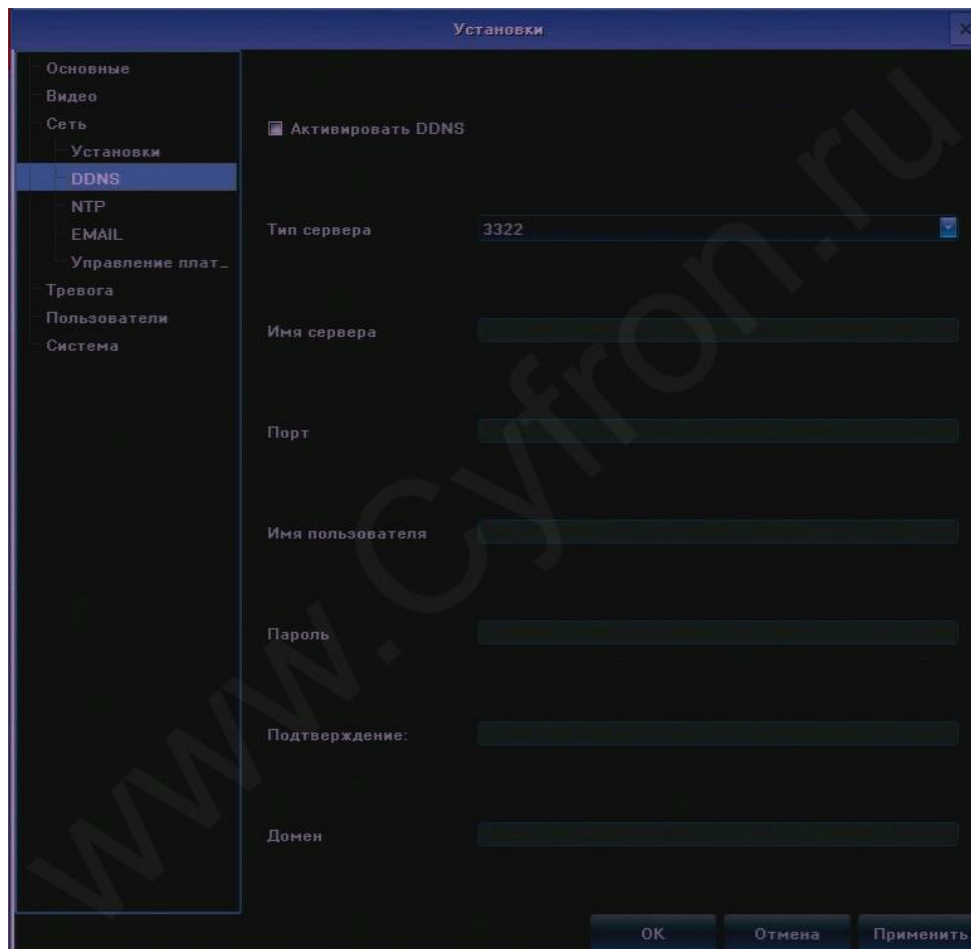 Установки
Основные
Видео
Сеть
Установки
DDNS
NTP
EMAIL
Управление плат_
Тревога
Пользователи
Система
Активировать DDNS
Тип сервера 3322
Имя сервера
Порт
Имя пользователя
Пароль
Подтверждение:
Домен
OK Отмена Применить
www.Cyfron.ru